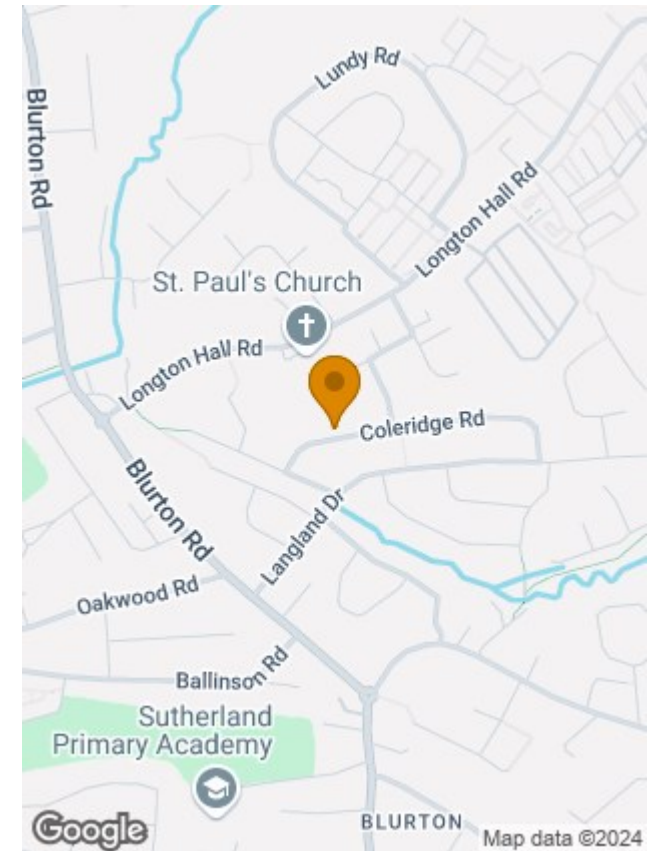 Lundy Rd
Blurton Rd
Longton Hall Rd
St. Paul's Church
Longton Hall Rd
Coleridge Rd
Blurton Rd
Langland Dr
Oakwood Rd
Ballinson Rd
Sutherland
Primary Academy
BLURTON
Google
Map data ©2024